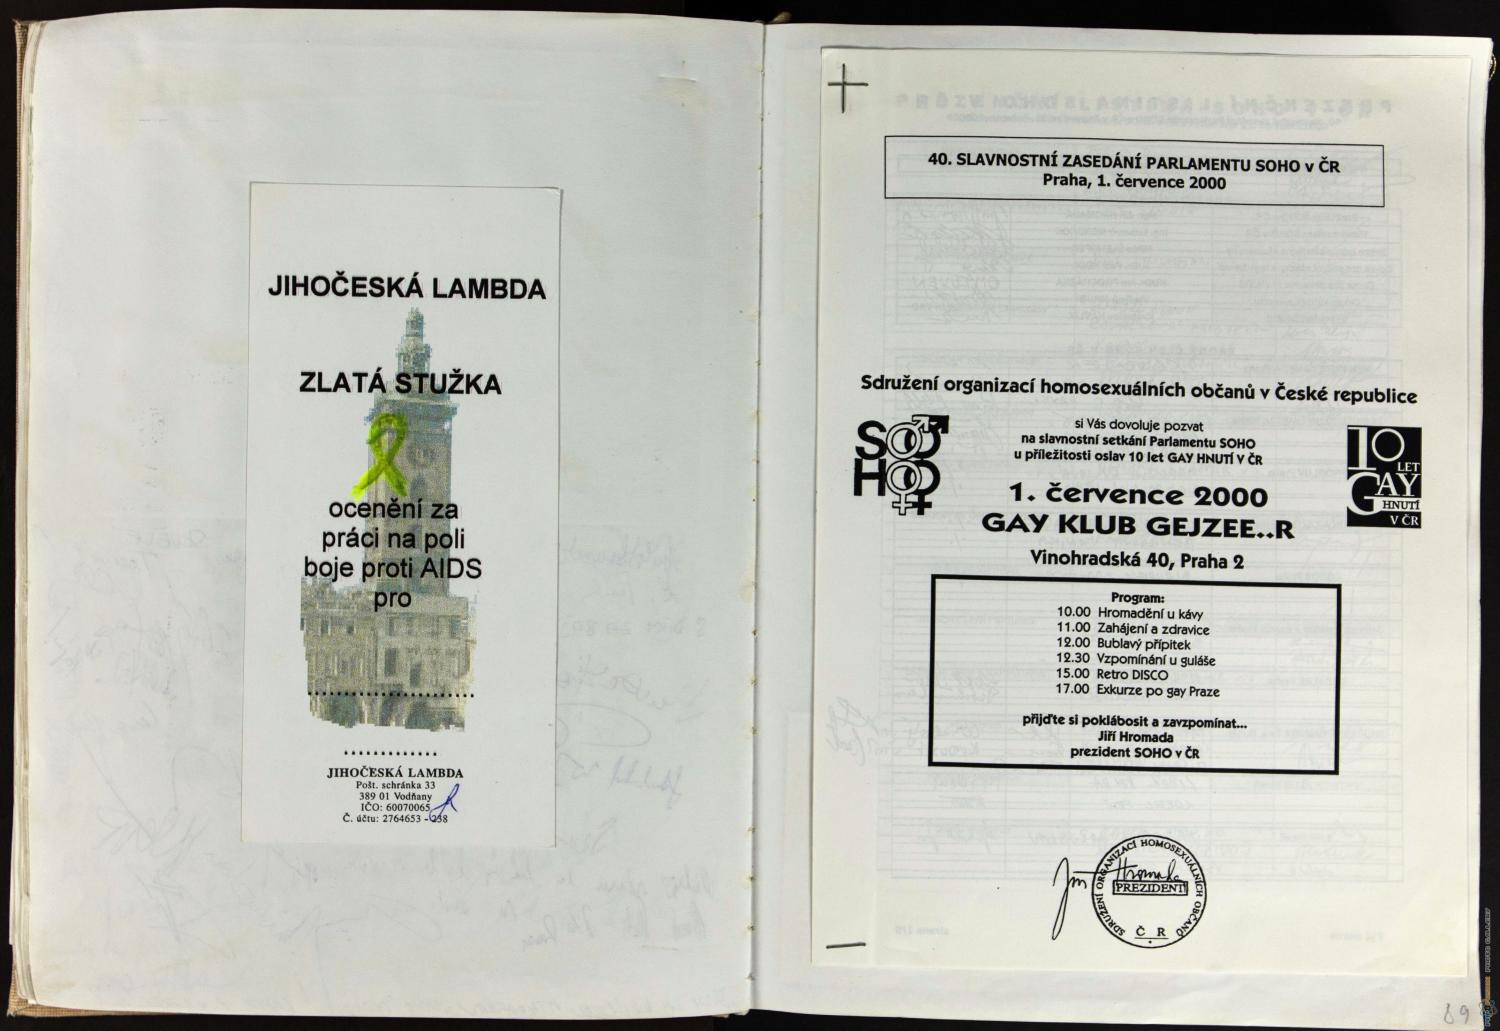 JIHOČESKÁ LAMBDA
ZLATÁ STUŽKA
ocenění za
práci na poli
boje proti AIDS
pro
JIHOČESKÁ LAMBDA
Pošt. schránka 33
389 01 Vodňany
IČO: 60070065
Č. účtu: 2764653 - 238
40. SLAVNOSTNÍ ZASEDÁNÍ PARLAMENTU SOHO v ČR
Praha, 1. července 2000
Sdružení organizací homosexuálních občanů v České republice
SOHO
si Vás dovoluje pozvat
na slavnostní setkání Parlamentu SOHO
u příležitosti oslav 10 let GAY HNUTÍ V ČR
1. července 2000
GAY KLUB GEJZEE..R
Vinohradská 40, Praha 2
10 LET
GAY
HNUTÍ
V ČR
Program:
10.00 Hromadění u kávy
11.00 Zahájení a zdravice
12.00 Bublavý přípitek
12.30 Vzpomínání u guláše
15.00 Retro DISCO
17.00 Exkurze po gay Praze
přijďte si poklábosit a zavzpomínat...
Jiří Hromada
prezident SOHO v ČR
SDRUŽENÍ ORGANIZACÍ HOMOSEXUÁLNÍCH OBČANŮ
Jiří Hromada
PREZIDENT
Č R
89